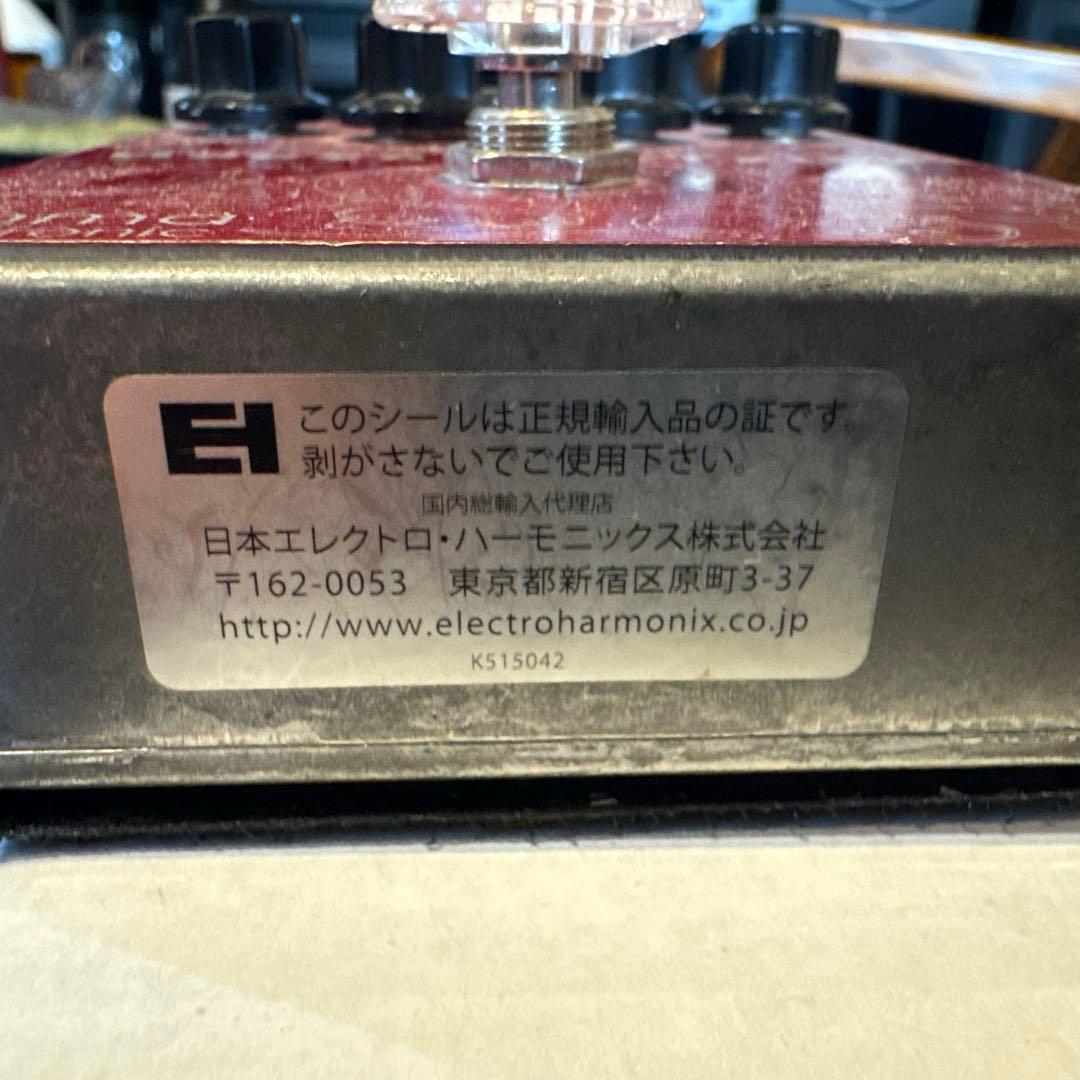 EH
このシールは正規輸入品の証です。
剥がさないでご使用下さい。
国内総輸入代理店
日本エレクトロ・ハーモニックス株式会社
〒162-0053 東京都新宿区原町3-37
http://www.electroharmonix.co.jp
K515042